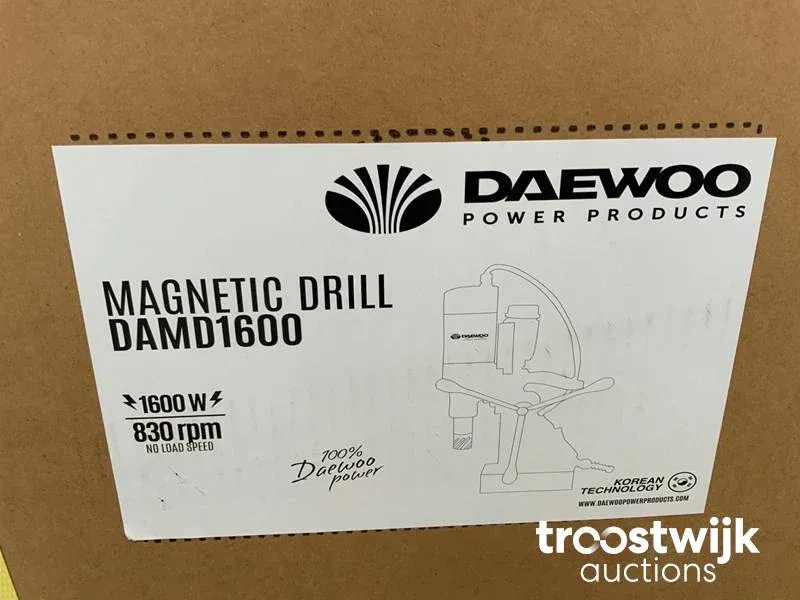 DAEWOO
POWER PRODUCTS
MAGNETIC DRILL
DAMD1600
DAEWOO
1600 W
830 rpm
NO LOAD SPEED
100%
Daewoo
power
KOREAN
TECHNOLOGY
WWW.DAEWOOPOWERPRODUCTS.COM
troostwijk
auctions